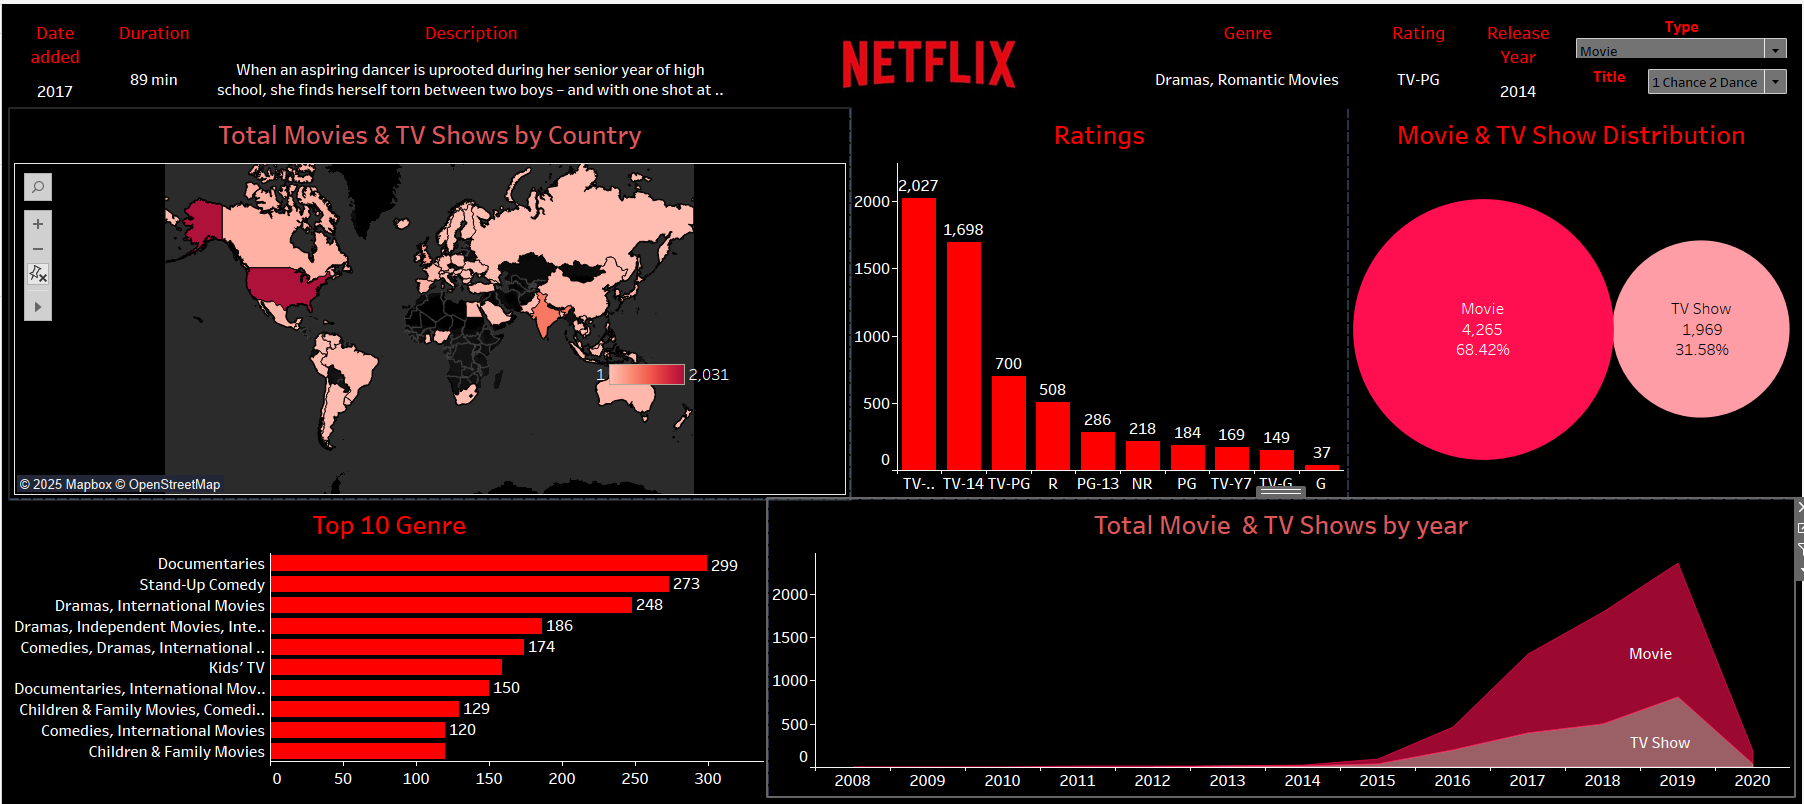 Date
added
2017
Duration
89 min
Description
When an aspiring dancer is uprooted during her senior year of high
school, she finds herself torn between two boys – and with one shot at ..
NETFLIX
Genre
Dramas, Romantic Movies
Rating
TV-PG
Release
Year
2014
Type
Movie
Title
1 Chance 2 Dance
Total Movies & TV Shows by Country
1
2,031
© 2025 Mapbox © OpenStreetMap
Ratings
2000
1500
1000
500
0
2,027
1,698
700
508
286
218
184
169
149
37
TV-..
TV-14
TV-PG
R
PG-13
NR
PG
TV-Y7
TV-G
G
Movie & TV Show Distribution
Movie
4,265
68.42%
TV Show
1,969
31.58%
Top 10 Genre
Documentaries
299
Stand-Up Comedy
273
Dramas, International Movies
248
Dramas, Independent Movies, Inte..
186
Comedies, Dramas, International ..
174
Kids’ TV
Documentaries, International Mov..
150
Children & Family Movies, Comedi..
129
Comedies, International Movies
120
Children & Family Movies
0
50
100
150
200
250
300
Total Movie & TV Shows by year
2000
1500
1000
500
0
Movie
TV Show
2008
2009
2010
2011
2012
2013
2014
2015
2016
2017
2018
2019
2020